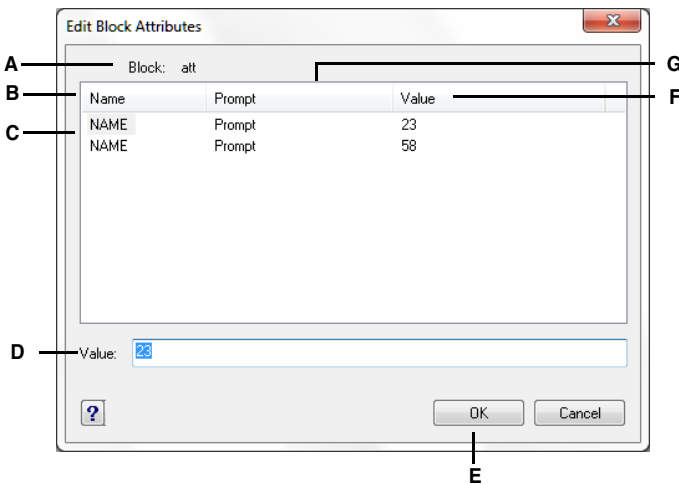 Edit Block Attributes
A Block: att G
B Name Prompt Value F
C NAME Prompt 23
NAME Prompt 58
D Value: 23
? OK Cancel
E